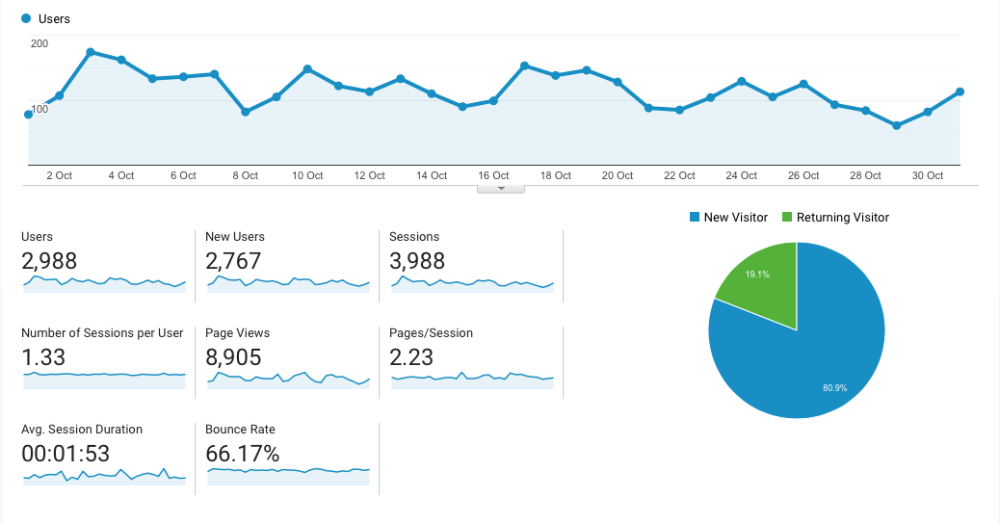 Users
200
100
2 Oct 4 Oct 6 Oct 8 Oct 10 Oct 12 Oct 14 Oct 16 Oct 18 Oct 20 Oct 22 Oct 24 Oct 26 Oct 28 Oct 30 Oct
New Visitor Returning Visitor
Users New Users Sessions
2,988 2,767 3,988
19.1%
Number of Sessions per User Page Views Pages/Session
1.33 8,905 2.23
80.9%
Avg. Session Duration Bounce Rate
00:01:53 66.17%